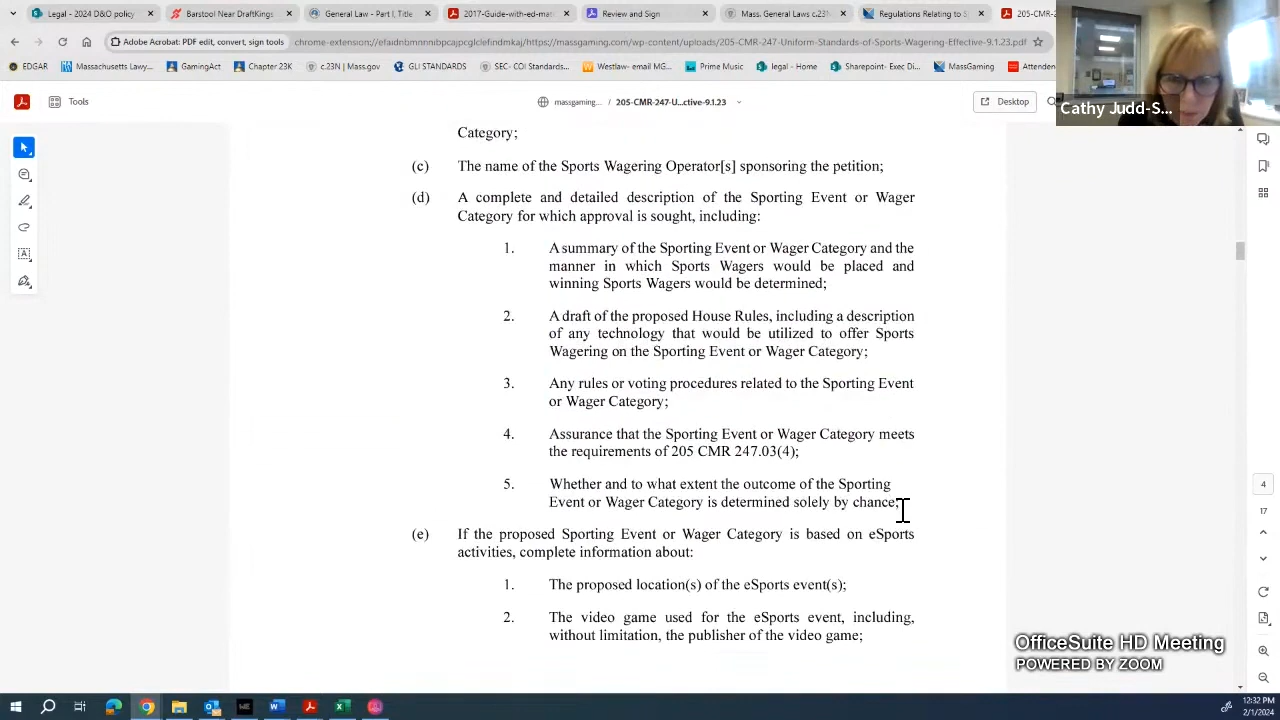 Legal - 2024 D&O policy
Barstool Near DraftKings
General Law - Part I, Title
2017-Guide-with-ed-mas
Review and Sign
Mass. General Laws c.23N
Regulations Relating to S
205-CMR-
Adobe Acrobat: PDF edit, convert, sign tools
chrome-extension://efaidnbmnnnibpcajpcglclefindmkaj/https://massgaming.com/wp-content/uploads/205-CMR-247-Uniform-Standards-of-Sports-Wagering-Effective-9.1.23.pdf
EDGAR
Massachusetts Lawy...
GamingAct
Chapter 23K
c.23N | Mass.gov
COI STANDARDS
SEC- COI Standard...
Westlaw- email MG...
Prime Music
legal - Home
Sharepoint- Exec Di...
MassGaming
Attendee
Tools
massgaming...
/
205-CMR-247-U...ctive-9.1.23
Desktop
Cathy Judd-S...
Category;
(c) The name of the Sports Wagering Operator[s] sponsoring the petition;
(d) A complete and detailed description of the Sporting Event or Wager
Category for which approval is sought, including:
1. A summary of the Sporting Event or Wager Category and the
manner in which Sports Wagers would be placed and
winning Sports Wagers would be determined;
2. A draft of the proposed House Rules, including a description
of any technology that would be utilized to offer Sports
Wagering on the Sporting Event or Wager Category;
3. Any rules or voting procedures related to the Sporting Event
or Wager Category;
4. Assurance that the Sporting Event or Wager Category meets
the requirements of 205 CMR 247.03(4);
5. Whether and to what extent the outcome of the Sporting
Event or Wager Category is determined solely by chance;
(e) If the proposed Sporting Event or Wager Category is based on eSports
activities, complete information about:
1. The proposed location(s) of the eSports event(s);
2. The video game used for the eSports event, including,
without limitation, the publisher of the video game;
4
17
OfficeSuite HD Meeting
POWERED BY ZOOM
12:32 PM
2/1/2024